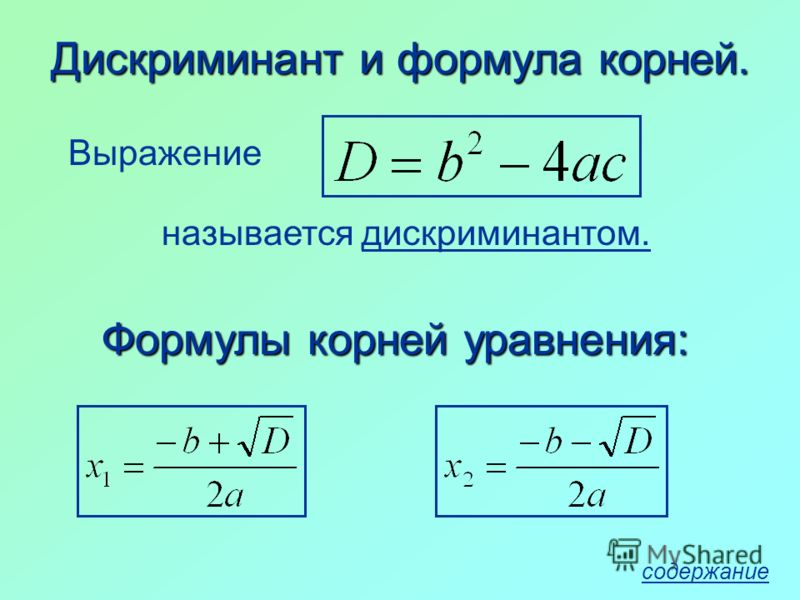 Дискриминант и формула корней.
Выражение
D = b² − 4ac
называется дискриминантом.
Формулы корней уравнения:
x₁ = (−b + √D) / 2a
x₂ = (−b − √D) / 2a
MyShared
содержание